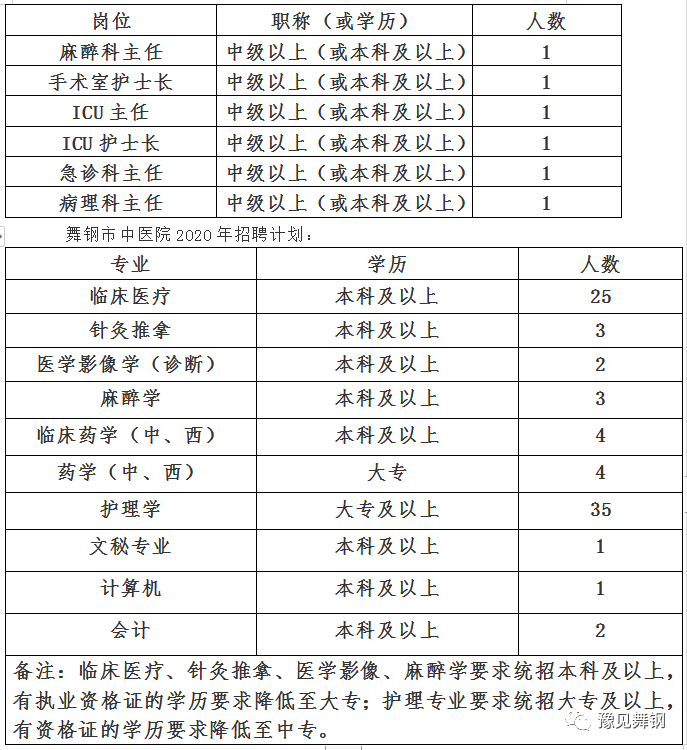 岗位 职称（或学历） 人数
麻醉科主任 中级以上（或本科及以上） 1
手术室护士长 中级以上（或本科及以上） 1
ICU主任 中级以上（或本科及以上） 1
ICU护士长 中级以上（或本科及以上） 1
急诊科主任 中级以上（或本科及以上） 1
病理科主任 中级以上（或本科及以上） 1
舞钢市中医院2020年招聘计划：
专业 学历 人数
临床医疗 本科及以上 25
针灸推拿 本科及以上 3
医学影像学（诊断） 本科及以上 2
麻醉学 本科及以上 3
临床药学（中、西） 本科及以上 4
药学（中、西） 大专 4
护理学 大专及以上 35
文秘专业 本科及以上 1
计算机 本科及以上 1
会计 本科及以上 2
备注：临床医疗、针灸推拿、医学影像、麻醉学要求统招本科及以上，
有执业资格证的学历要求降低至大专；护理专业要求统招大专及以上，
有资格证的学历要求降低至中专。
豫见舞钢